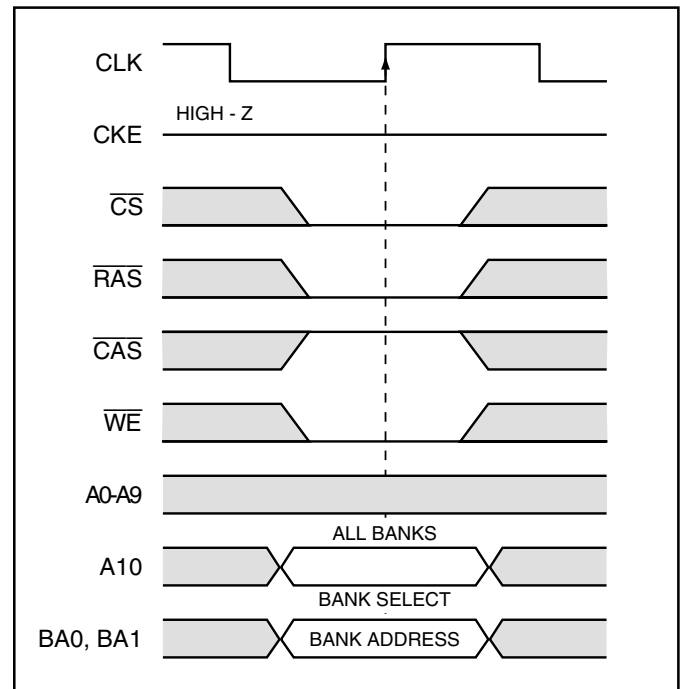 CLK
HIGH - Z
CKE
CS
RAS
CAS
WE
A0-A9
ALL BANKS
A10
BANK SELECT
BA0, BA1
BANK ADDRESS